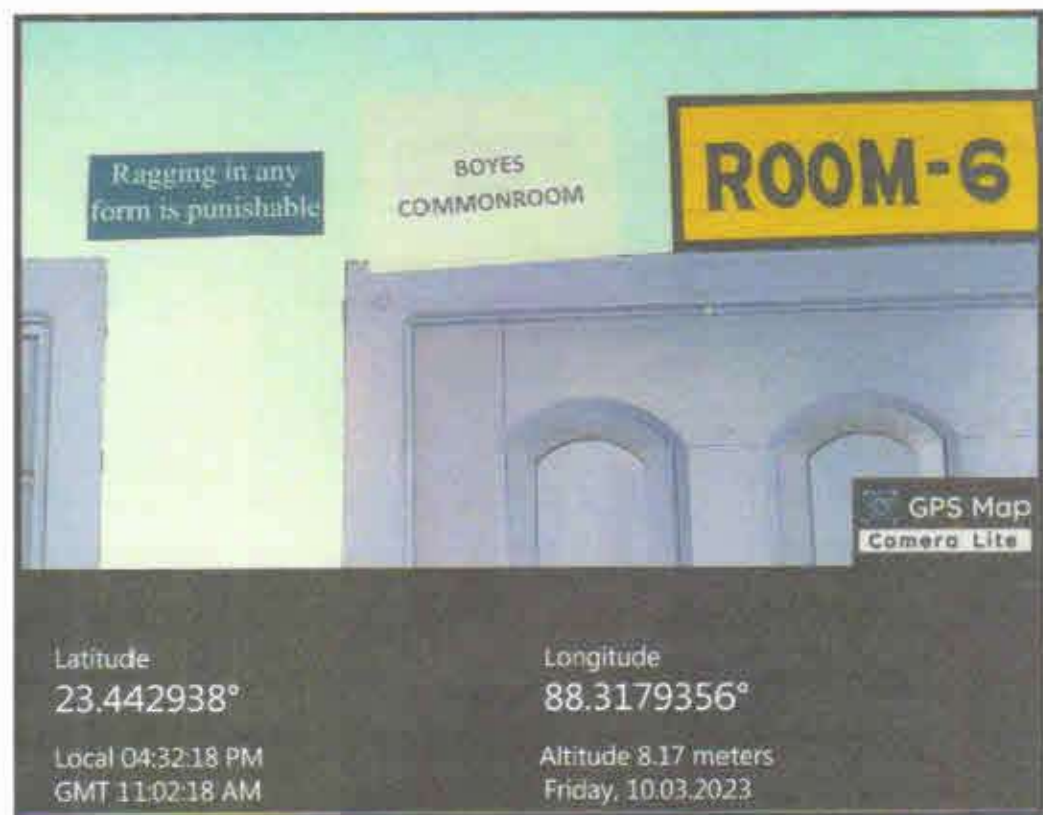 Ragging in any
form is punishable
BOYES
COMMONROOM
ROOM-6
GPS Map
Camera Lite
Latitude
23.442938°
Longitude
88.3179356°
Local 04:32:18 PM
GMT 11:02:18 AM
Altitude 8.17 meters
Friday, 10.03.2023